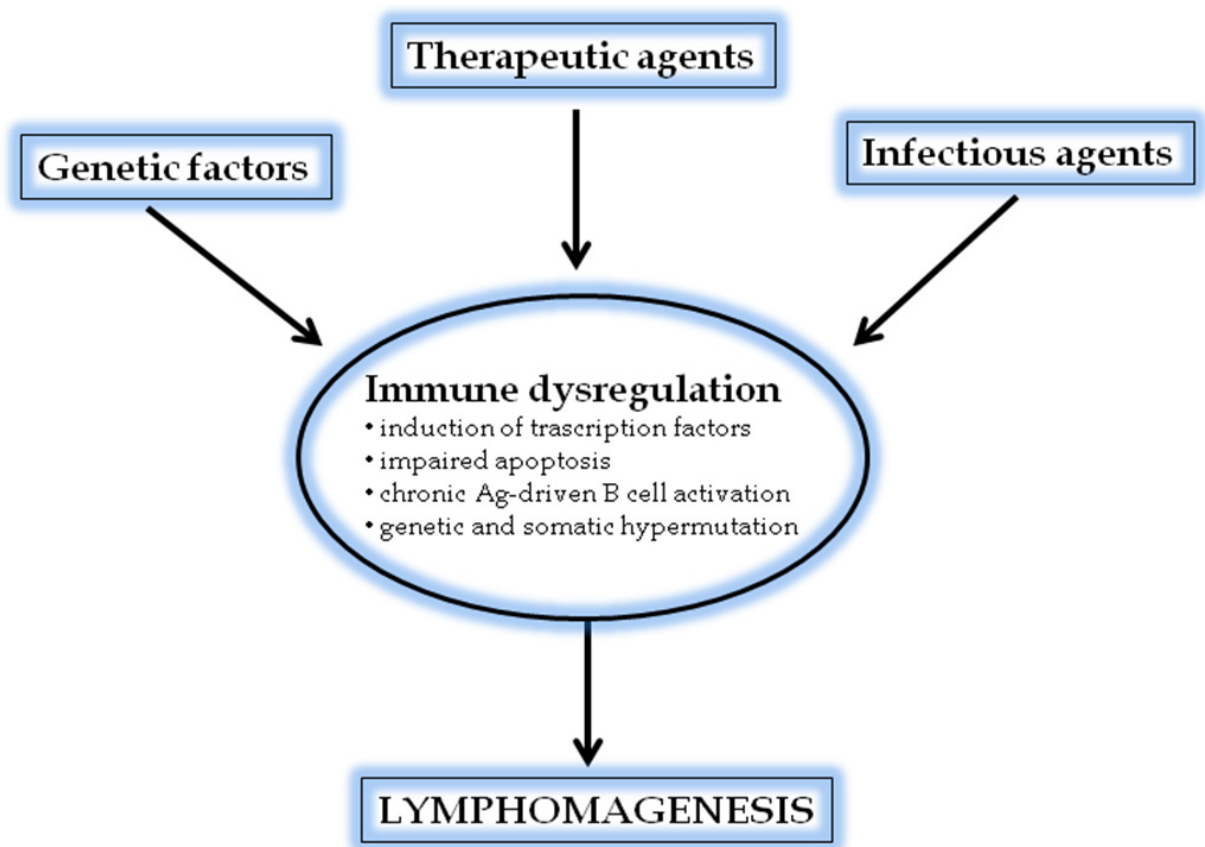 Therapeutic agents
Genetic factors
Infectious agents
Immune dysregulation
• induction of trascription factors
• impaired apoptosis
• chronic Ag-driven B cell activation
• genetic and somatic hypermutation
LYMPHOMAGENESIS